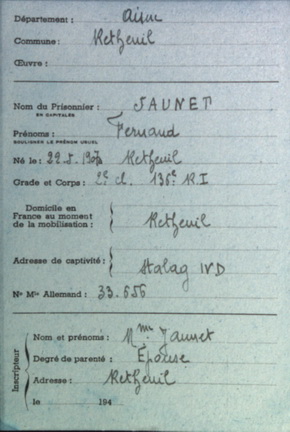 Département : Aisne
Commune : Retheuil
Œuvre :
Nom du Prisonnier : JAUNET
EN CAPITALES
Prénoms : Fernand
SOULIGNER LE PRÉNOM USUEL
Né le : 22.5.1907 Retheuil
Grade et Corps : 2e cl. 136e R.I
Domicile en
France au moment
de la mobilisation : Retheuil
Adresse de captivité : Stalag IV D
No Mle Allemand : 33.656
Inscripteur
Nom et prénoms : Mme Jaunet
Degré de parenté : Épouse
Adresse : Retheuil
le 194